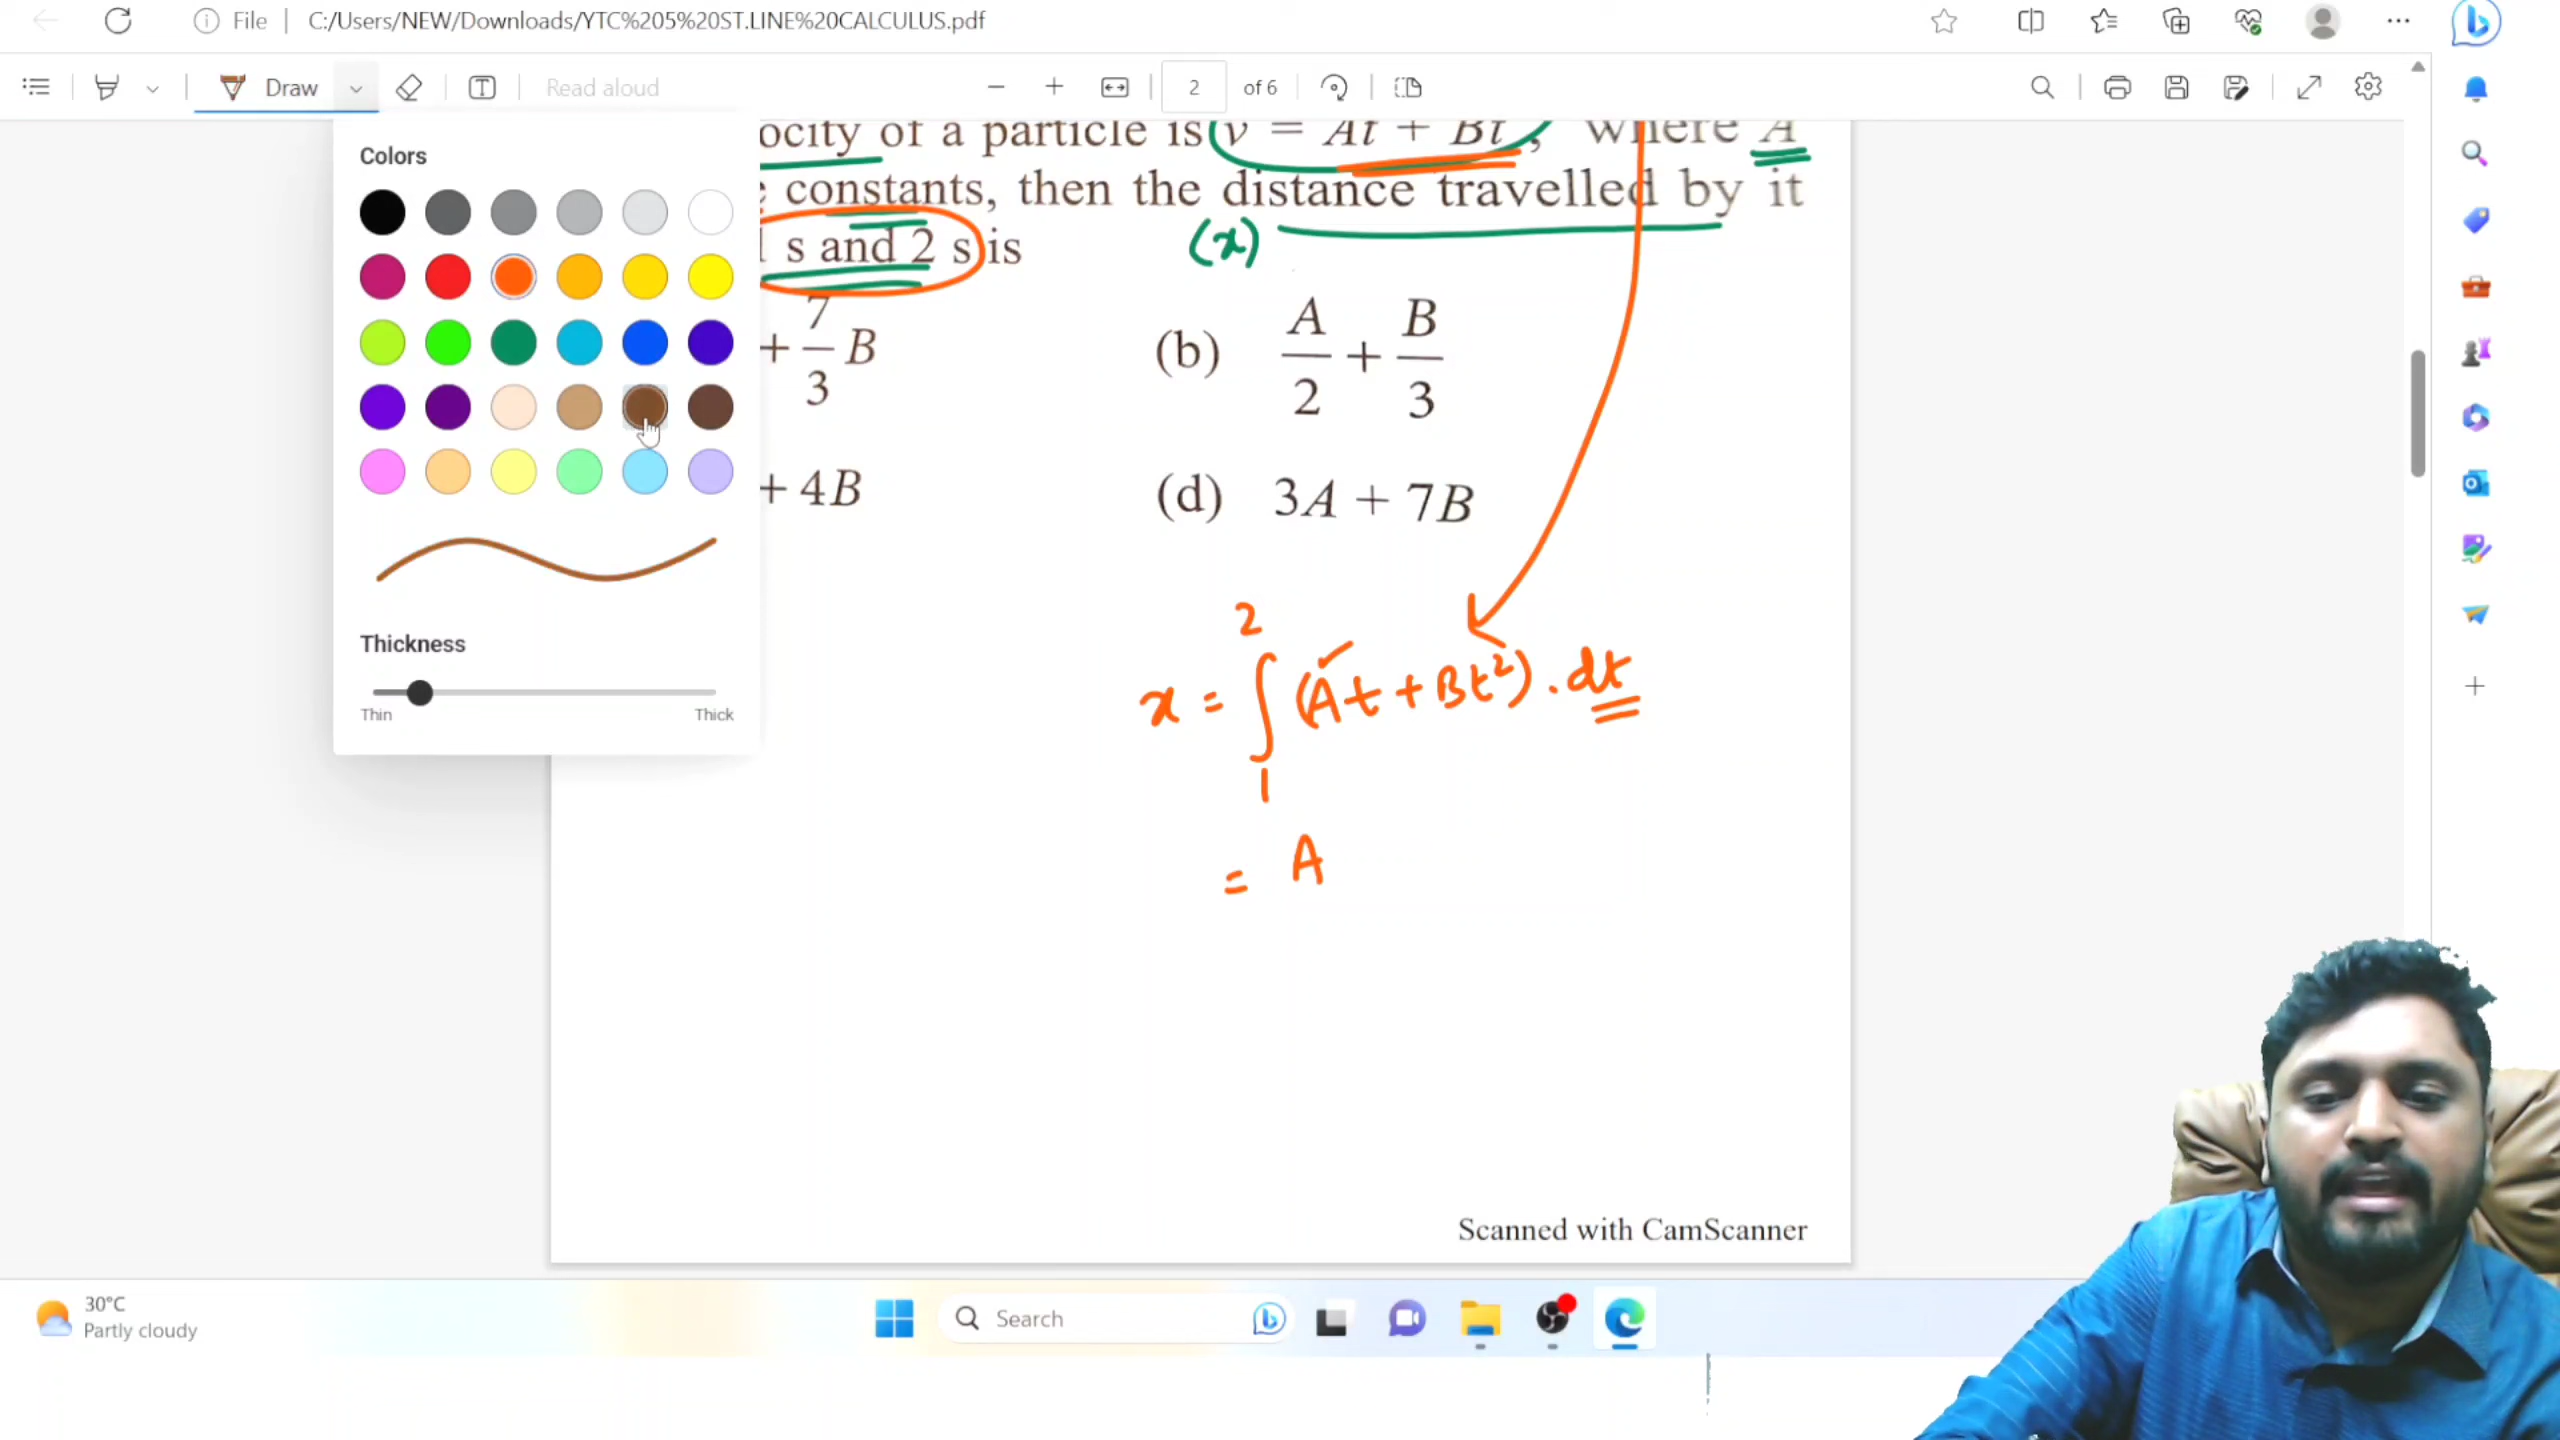 File | C:/Users/NEW/Downloads/YTC%205%20ST.LINE%20CALCULUS.pdf
Draw
Read aloud
2 of 6
Colors
Thickness
Thin Thick
ocity of a particle is v = At + Bt, where A
constants, then the distance travelled by it
s and 2 s is (x)
+ 7/3 B
(b) A/2 + B/3
+ 4B
(d) 3A + 7B
x = ∫₁² (At + Bt²) . dt
= A
Scanned with CamScanner
30°C
Partly cloudy
Search